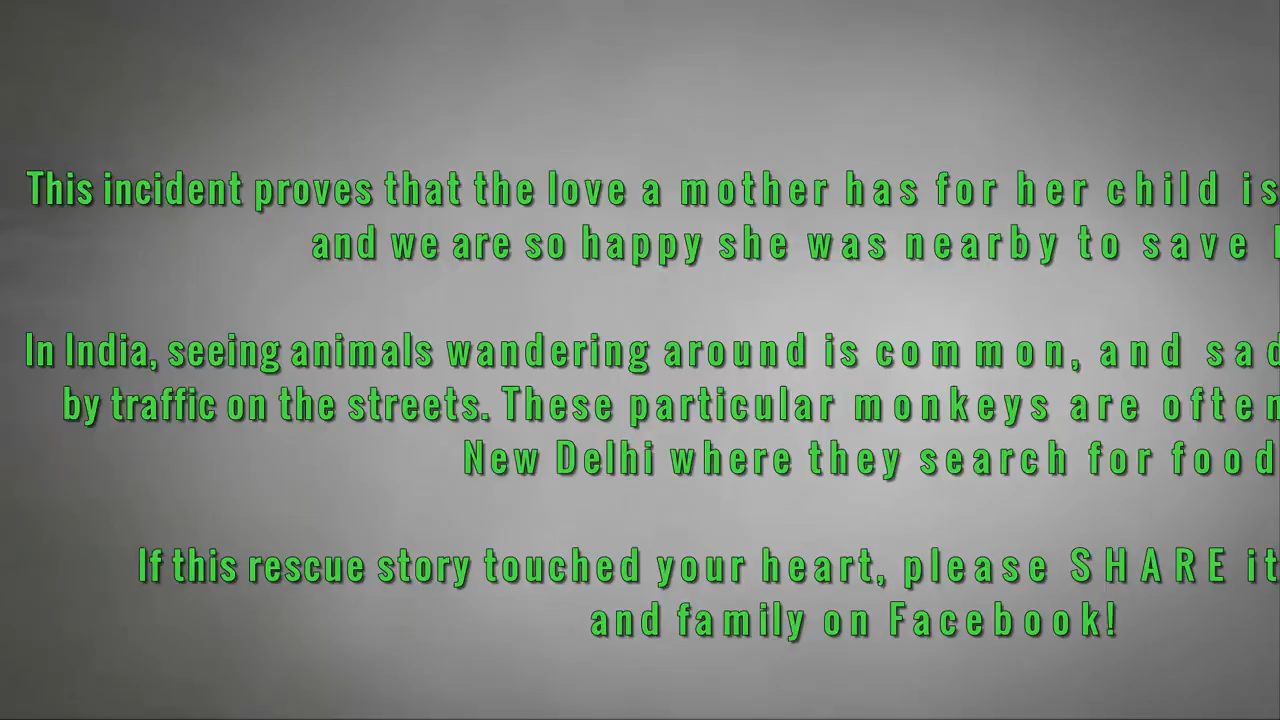 This incident proves that the love a mother has for her child is
and we are so happy she was nearby to save
In India, seeing animals wandering around is common, and
by traffic on the streets. These particular monkeys are
New Delhi where they search for food
If this rescue story touched your heart, please SHARE it
and family on Facebook!